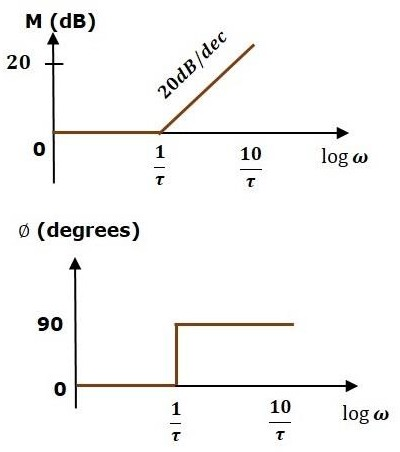 M (dB)
20
20dB/dec
0
1/τ 10/τ log ω
∅ (degrees)
90
0
1/τ 10/τ log ω